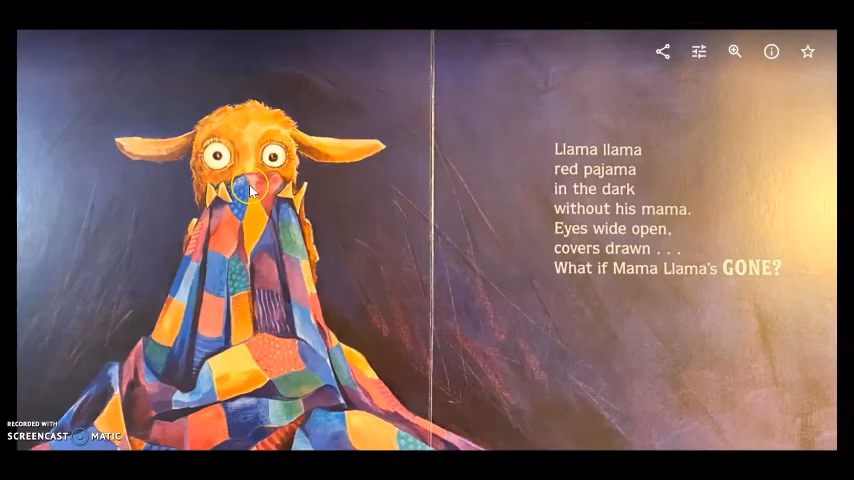 Llama llama
red pajama
in the dark
without his mama.
Eyes wide open,
covers drawn . . .
What if Mama Llama's GONE?
RECORDED WITH
SCREENCAST MATIC